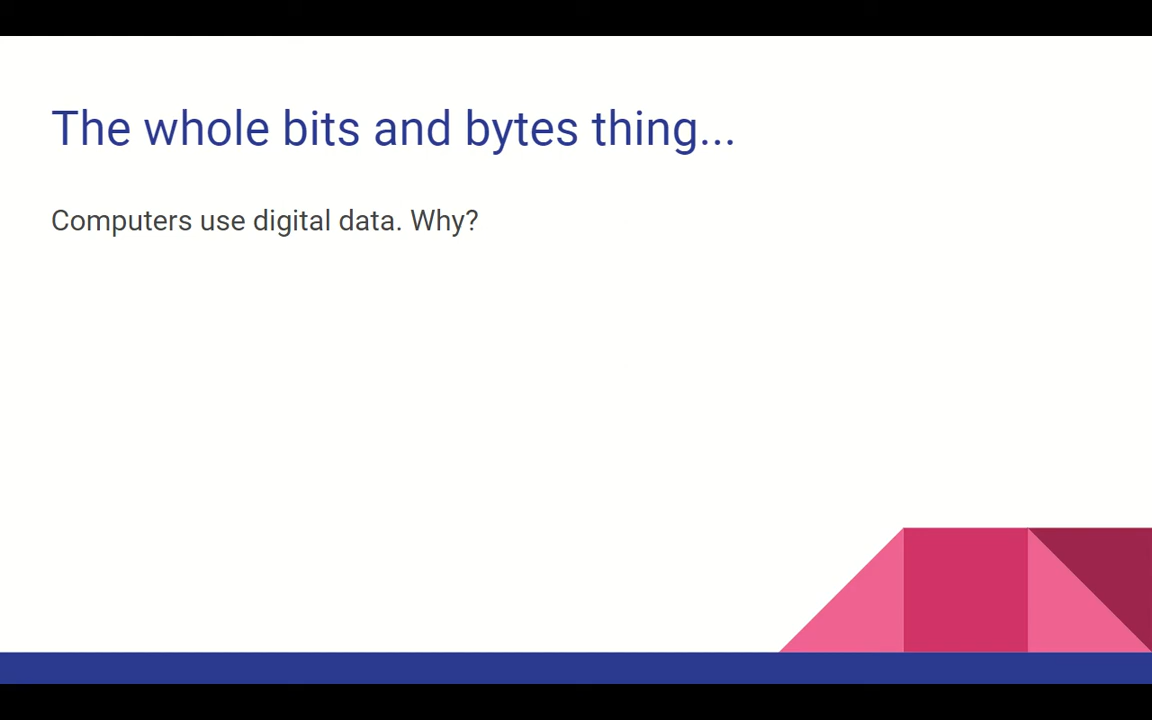 The whole bits and bytes thing...
Computers use digital data. Why?